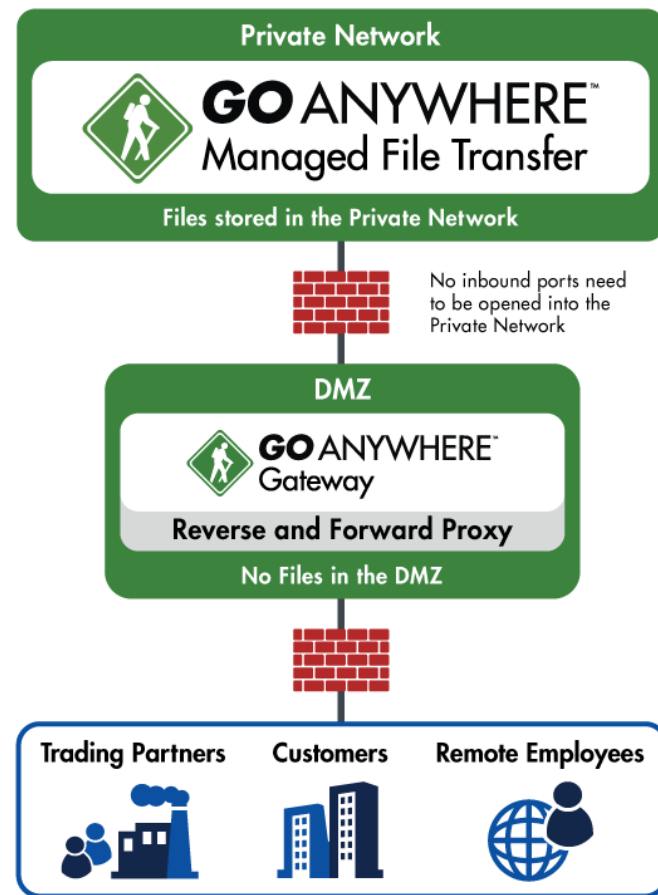 Private Network
GO ANYWHERE™
Managed File Transfer
Files stored in the Private Network
No inbound ports need
to be opened into the
Private Network
DMZ
GO ANYWHERE™
Gateway
Reverse and Forward Proxy
No Files in the DMZ
Trading Partners Customers Remote Employees